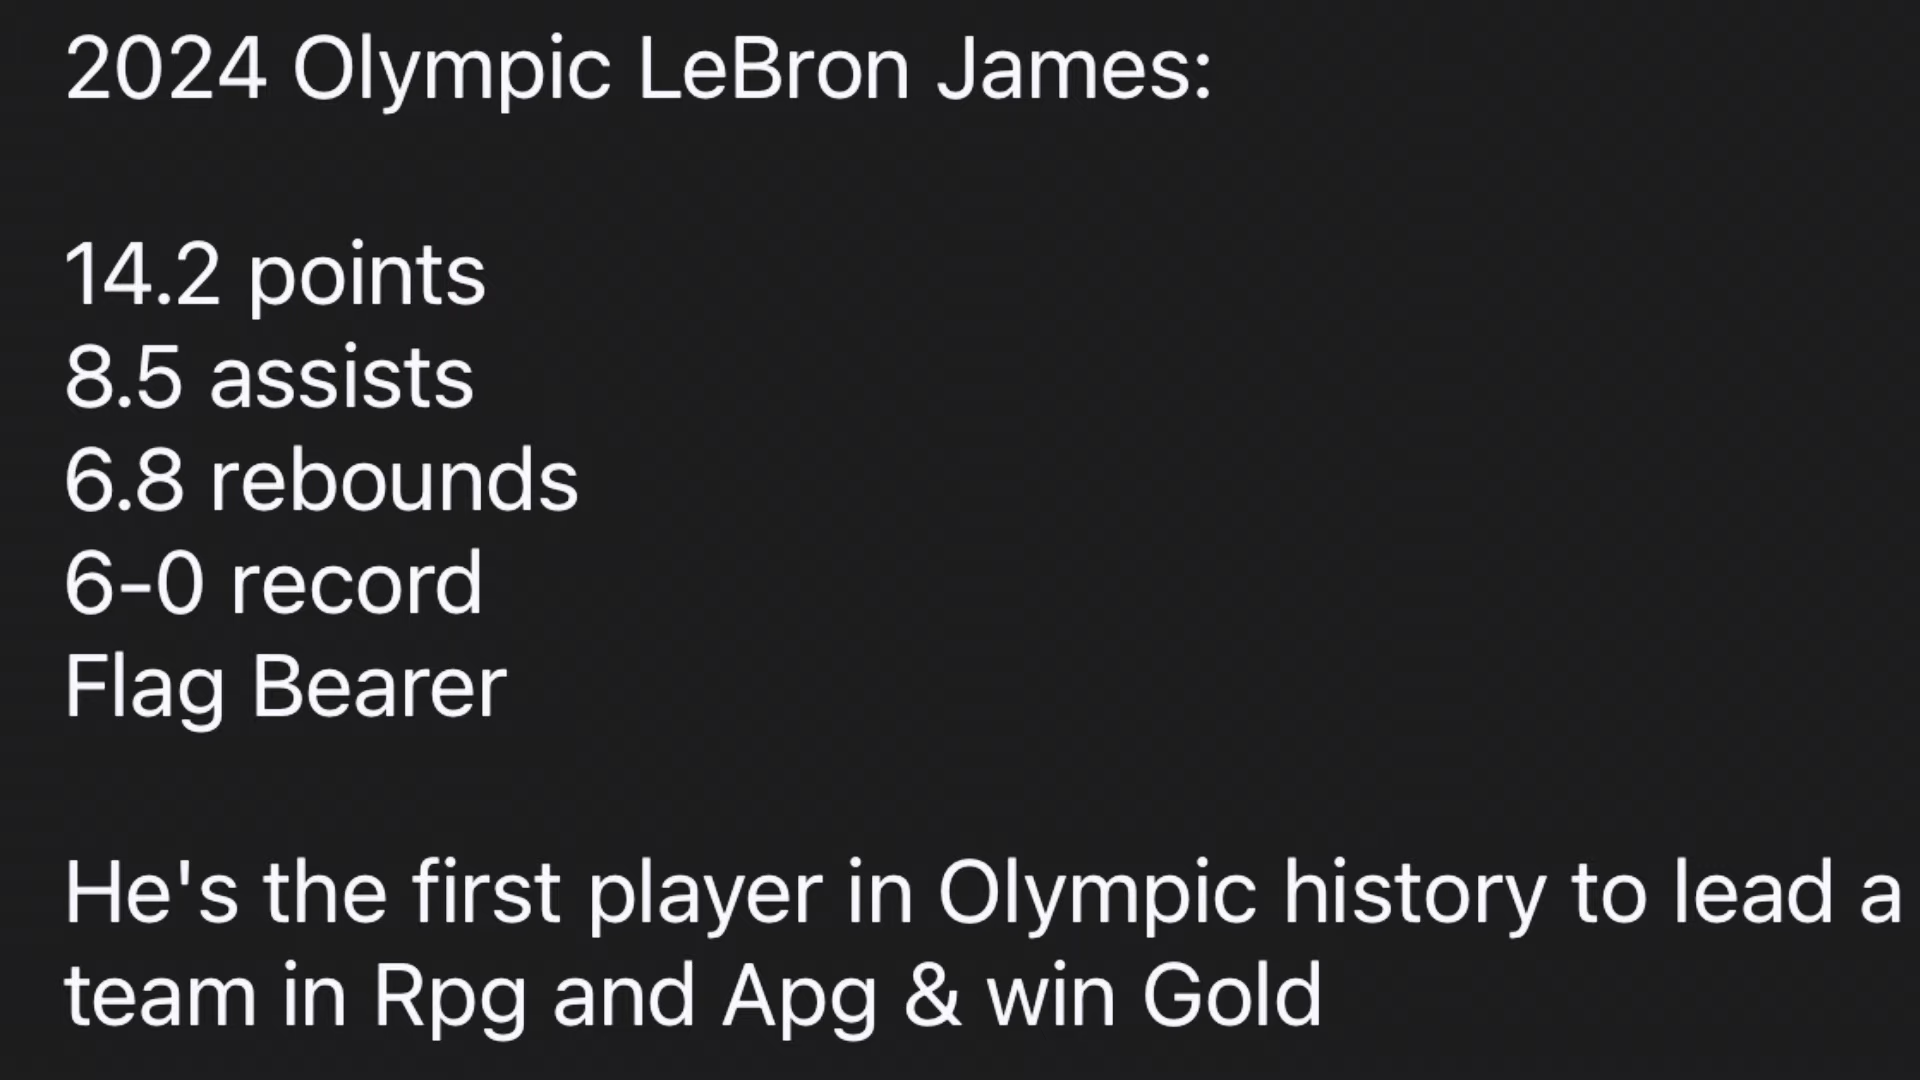 2024 Olympic LeBron James:
14.2 points
8.5 assists
6.8 rebounds
6-0 record
Flag Bearer
He's the first player in Olympic history to lead a
team in Rpg and Apg & win Gold